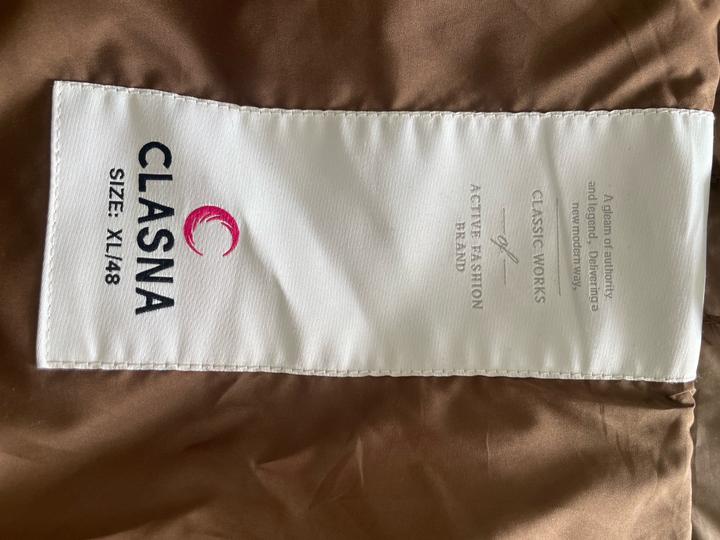 A gleam of authority
and legend, Delivering a
new modern way,
CLASSIC WORKS
of
ACTIVE FASHION
BRAND
CLASNA
SIZE: XL/48